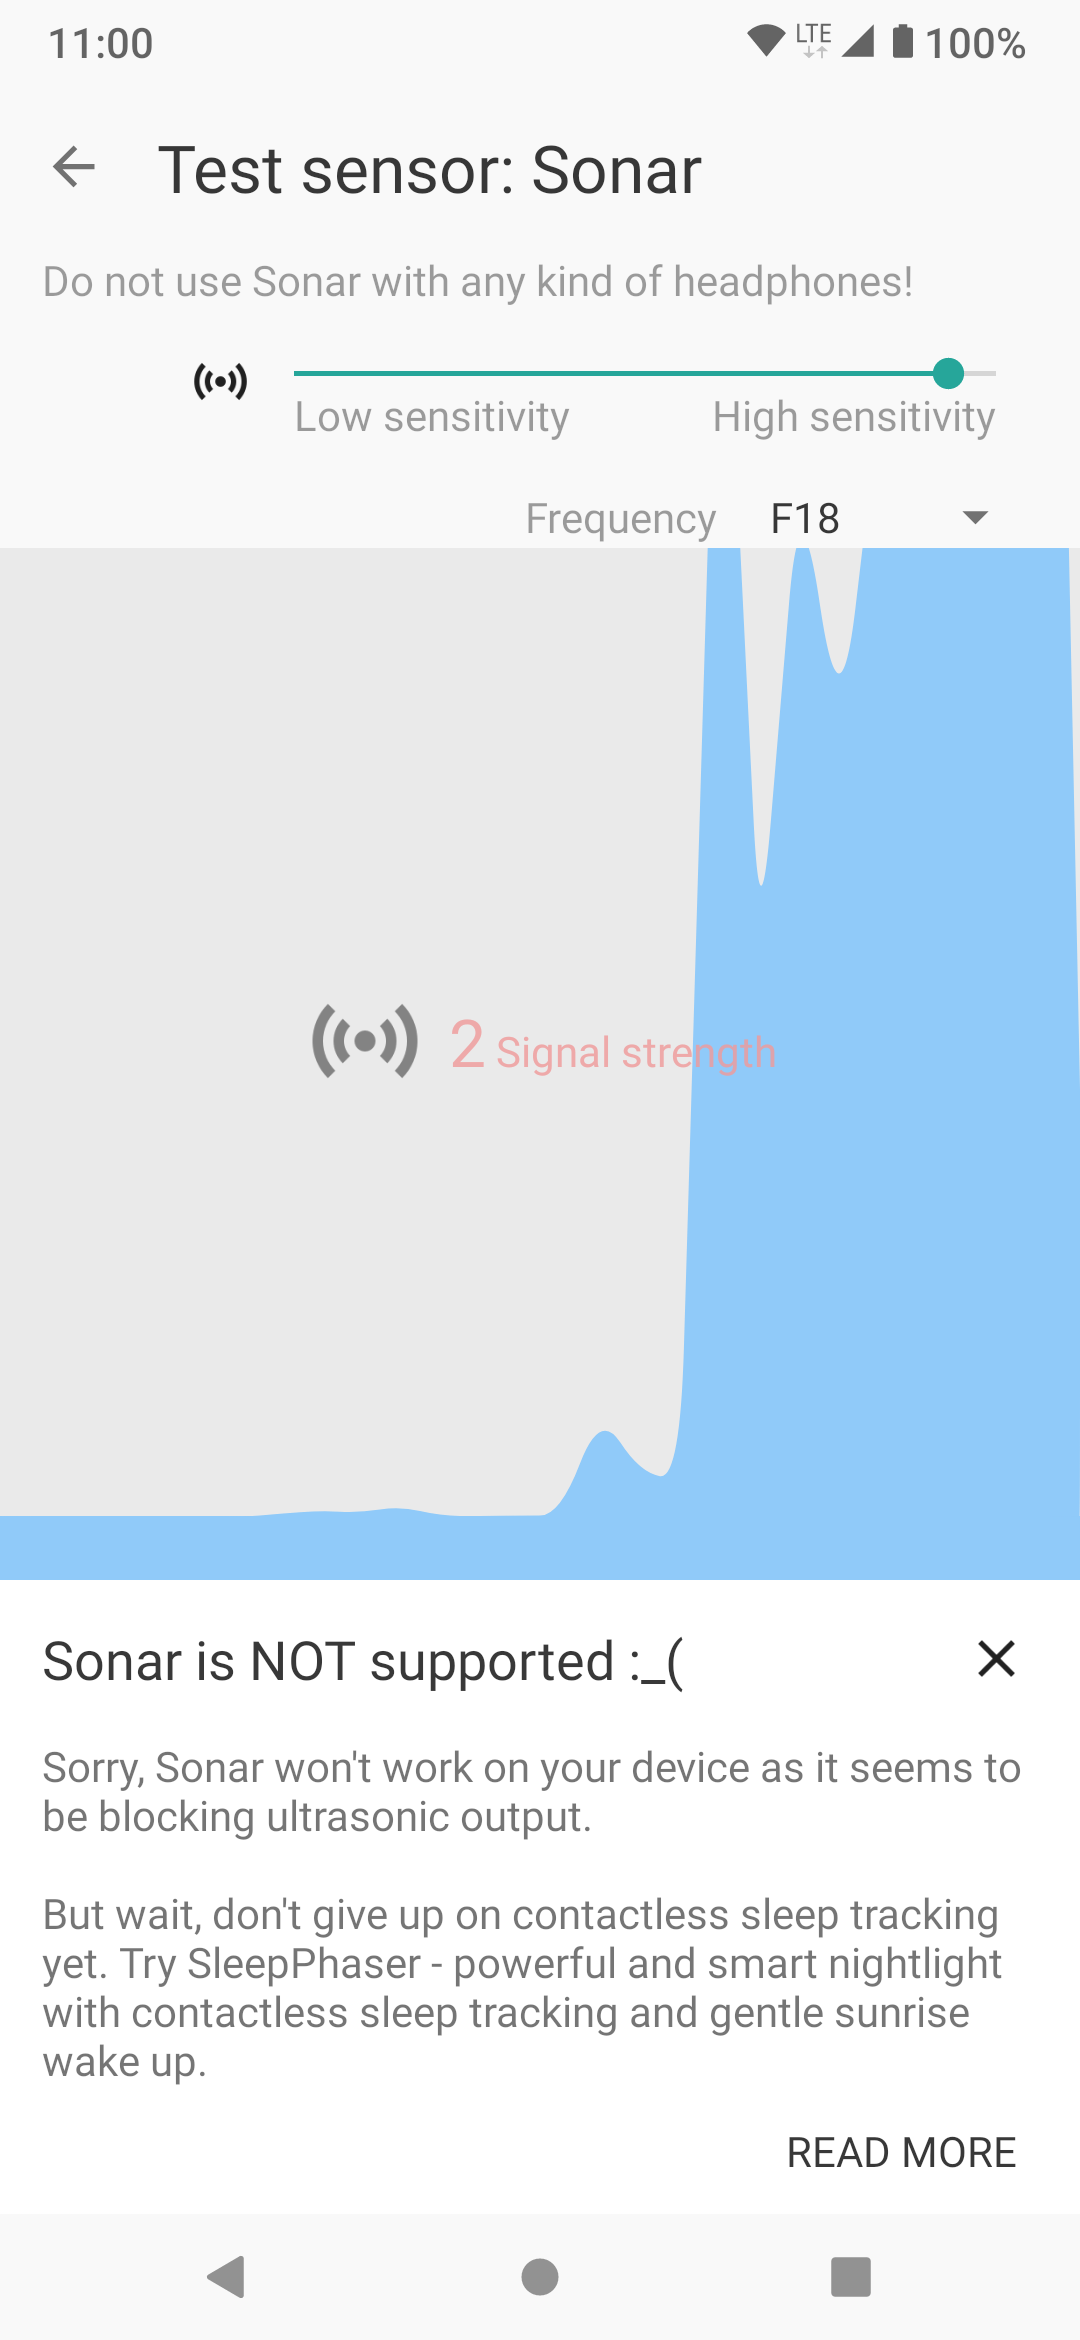 11:00
LTE
100%
Test sensor: Sonar
Do not use Sonar with any kind of headphones!
Low sensitivity
High sensitivity
Frequency
F18
2 Signal strength
Sonar is NOT supported :_(
Sorry, Sonar won't work on your device as it seems to
be blocking ultrasonic output.
But wait, don't give up on contactless sleep tracking
yet. Try SleepPhaser - powerful and smart nightlight
with contactless sleep tracking and gentle sunrise
wake up.
READ MORE